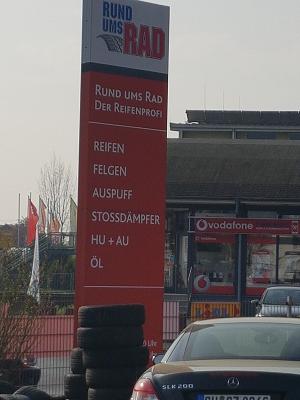 RUND
UMS RAD
RUND UMS RAD
DER REIFENPROFI
REIFEN
FELGEN
AUSPUFF
STOSSDÄMPFER
HU + AU
ÖL
vodafone
SLK 200